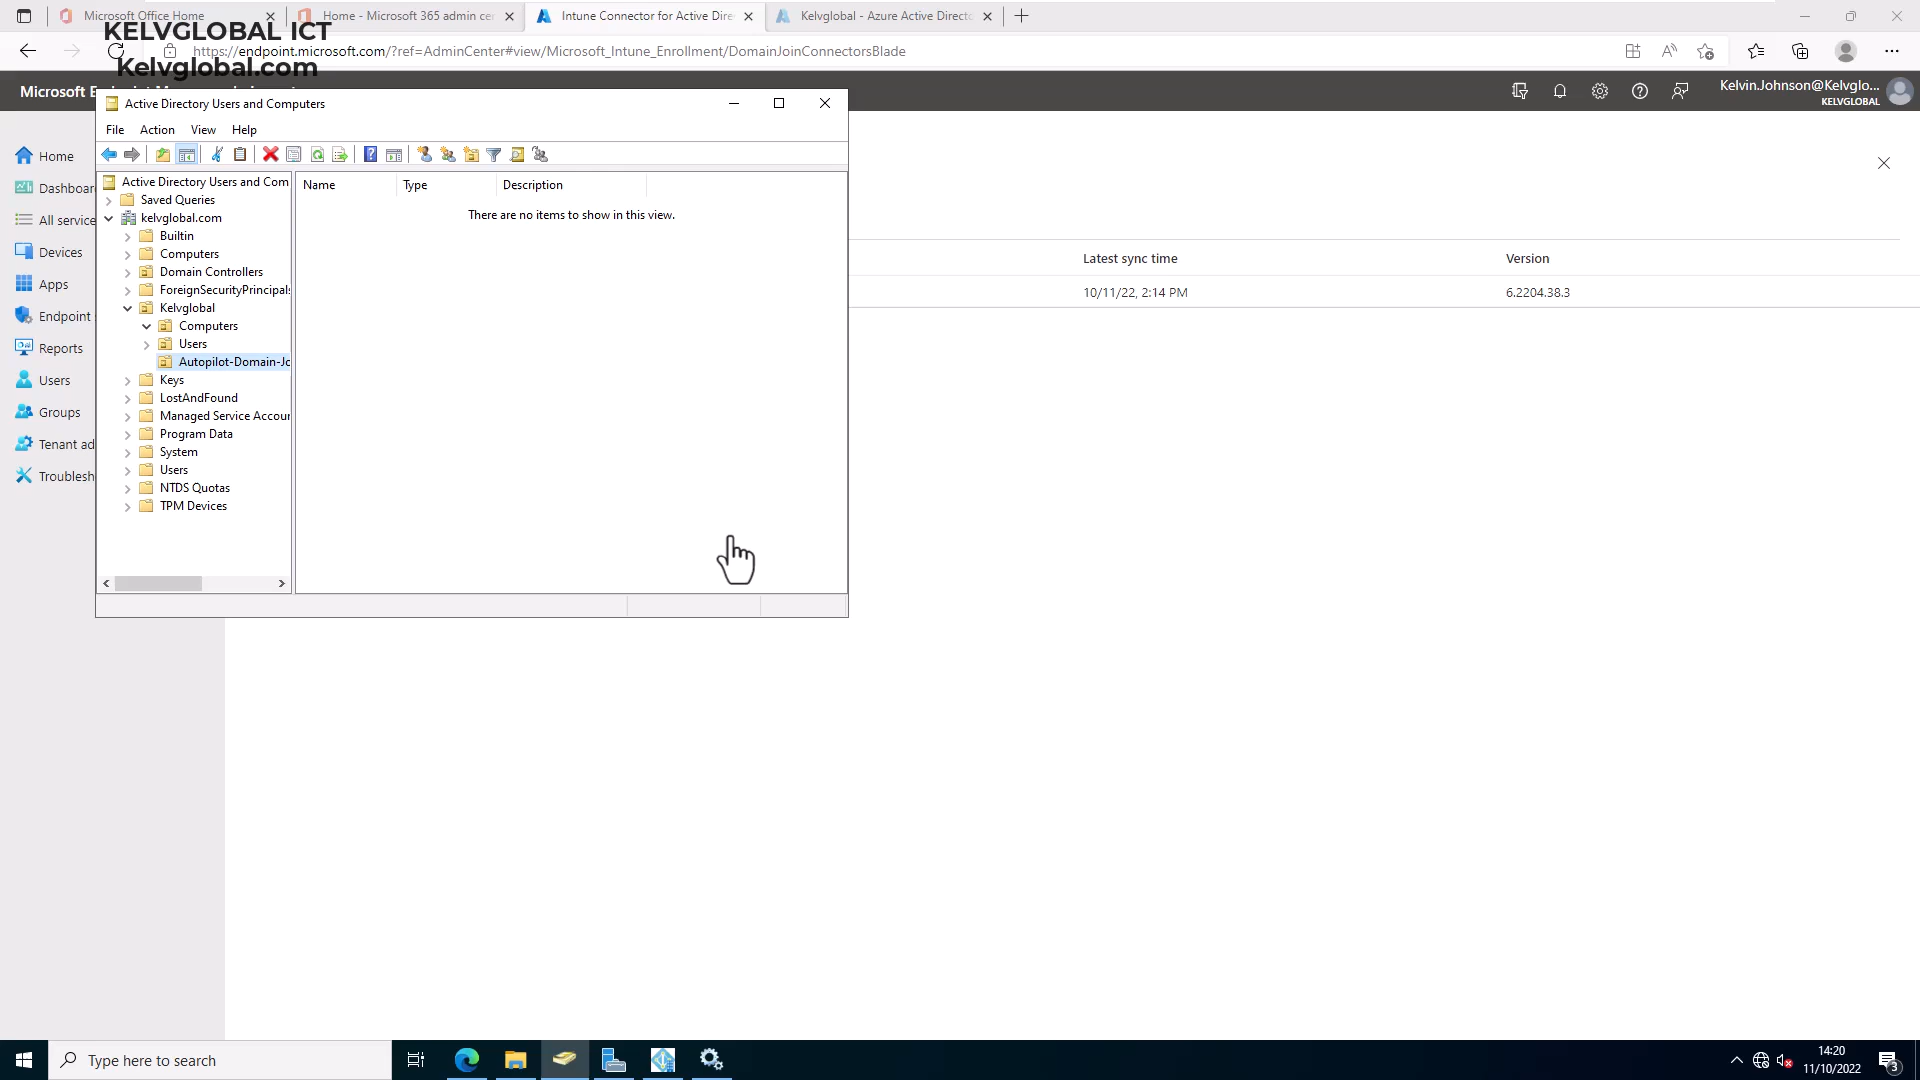 Microsoft Office Home
Home - Microsoft 365 admin cer
Intune Connector for Active Dire
Kelvglobal - Azure Active Directo
KELVGLOBAL ICT
Kelvglobal.com
https://endpoint.microsoft.com/?ref=AdminCenter#view/Microsoft_Intune_Enrollment/DomainJoinConnectorsBlade
Microsoft E
Kelvin.Johnson@Kelvglo...
KELVGLOBAL
Home
Dashboar
All service
Devices
Apps
Endpoint
Reports
Users
Groups
Tenant ad
Troublesh
Active Directory Users and Computers
File Action View Help
Active Directory Users and Com
Saved Queries
kelvglobal.com
Builtin
Computers
Domain Controllers
ForeignSecurityPrincipals
Kelvglobal
Computers
Users
Autopilot-Domain-Jo
Keys
LostAndFound
Managed Service Accour
Program Data
System
Users
NTDS Quotas
TPM Devices
Name Type Description
There are no items to show in this view.
Latest sync time Version
10/11/22, 2:14 PM 6.2204.38.3
Type here to search
14:20
11/10/2022
3